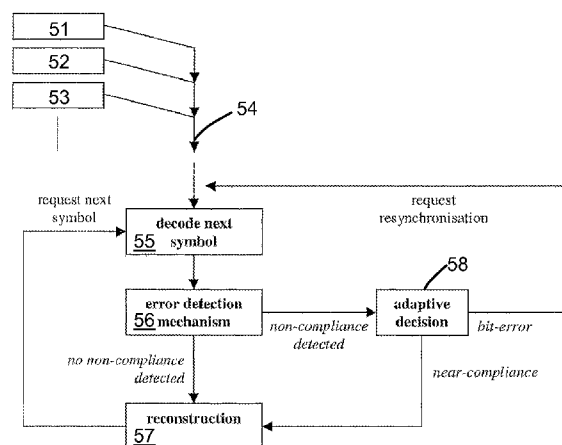 51
52
53
54
request next
symbol
request
resynchronisation
decode next
symbol
55
58
error detection
mechanism
56
adaptive
decision
non-compliance
detected
bit-error
no non-compliance
detected
near-compliance
reconstruction
57